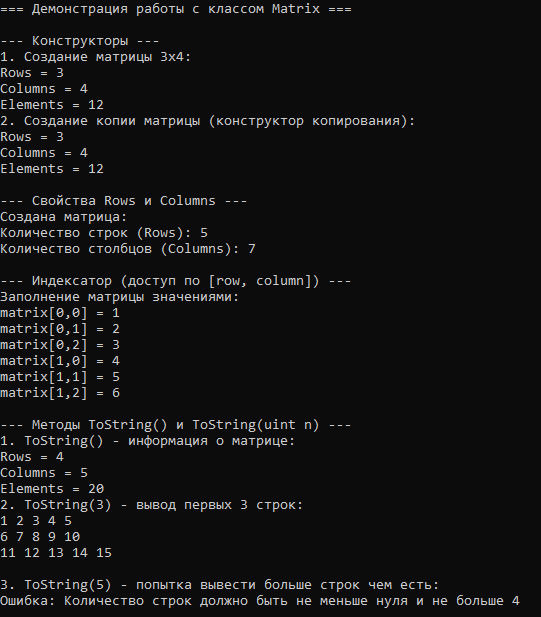 === Демонстрация работы с классом Matrix ===
--- Конструкторы ---
1. Создание матрицы 3x4:
Rows = 3
Columns = 4
Elements = 12
2. Создание копии матрицы (конструктор копирования):
Rows = 3
Columns = 4
Elements = 12
--- Свойства Rows и Columns ---
Создана матрица:
Количество строк (Rows): 5
Количество столбцов (Columns): 7
--- Индексатор (доступ по [row, column]) ---
Заполнение матрицы значениями:
matrix[0,0] = 1
matrix[0,1] = 2
matrix[0,2] = 3
matrix[1,0] = 4
matrix[1,1] = 5
matrix[1,2] = 6
--- Методы ToString() и ToString(uint n) ---
1. ToString() - информация о матрице:
Rows = 4
Columns = 5
Elements = 20
2. ToString(3) - вывод первых 3 строк:
1 2 3 4 5
6 7 8 9 10
11 12 13 14 15
3. ToString(5) - попытка вывести больше строк чем есть:
Ошибка: Количество строк должно быть не меньше нуля и не больше 4